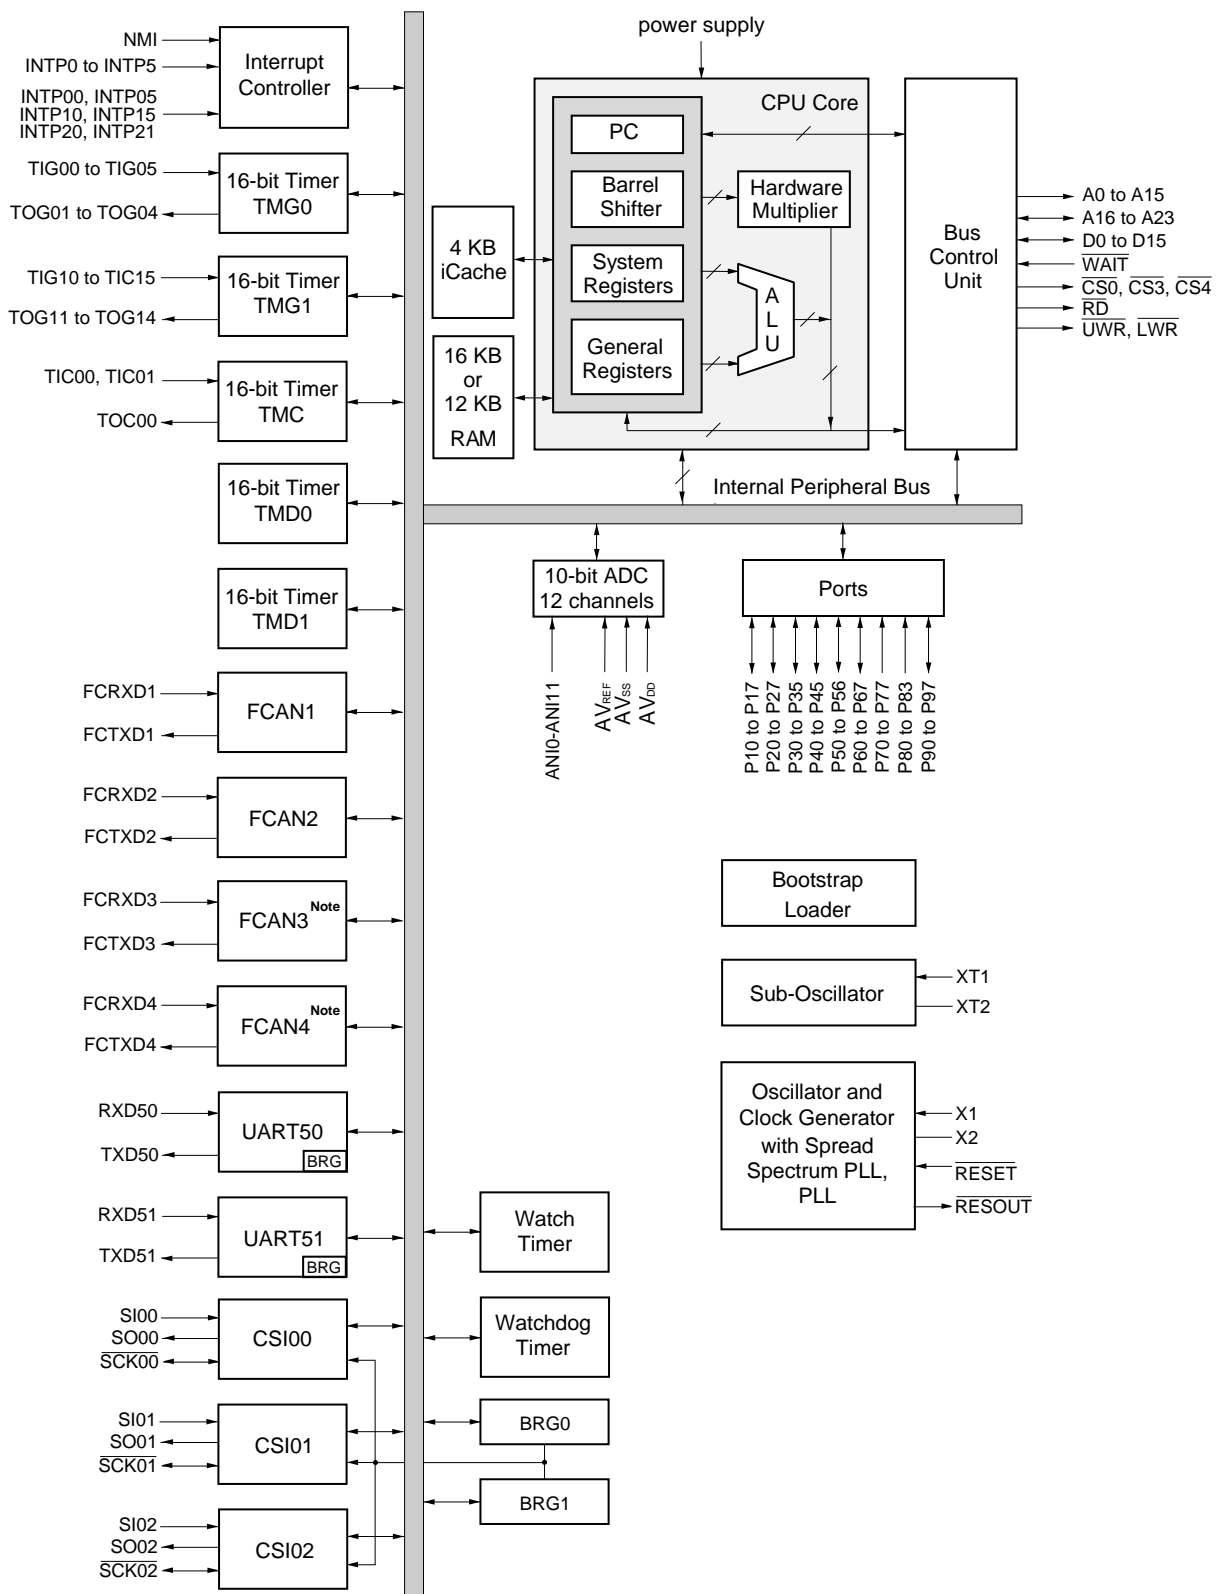 power supply
NMI
INTP0 to INTP5
INTP00, INTP05
INTP10, INTP15
INTP20, INTP21
Interrupt
Controller
TIG00 to TIG05
TOG01 to TOG04
16-bit Timer
TMG0
TIG10 to TIC15
TOG11 to TOG14
16-bit Timer
TMG1
TIC00, TIC01
TOC00
16-bit Timer
TMC
16-bit Timer
TMD0
16-bit Timer
TMD1
FCRXD1
FCTXD1
FCAN1
FCRXD2
FCTXD2
FCAN2
FCRXD3
FCTXD3
FCAN3 Note
FCRXD4
FCTXD4
FCAN4 Note
RXD50
TXD50
UART50
BRG
RXD51
TXD51
UART51
BRG
SI00
SO00
SCK00
CSI00
SI01
SO01
SCK01
CSI01
SI02
SO02
SCK02
CSI02
CPU Core
PC
Barrel
Shifter
Hardware
Multiplier
System
Registers
General
Registers
ALU
4 KB
iCache
16 KB
or
12 KB
RAM
Bus
Control
Unit
A0 to A15
A16 to A23
D0 to D15
WAIT
CS0, CS3, CS4
RD
UWR, LWR
Internal Peripheral Bus
10-bit ADC
12 channels
ANI0-ANI11
AVREF
AVSS
AVDD
Ports
P10 to P17
P20 to P27
P30 to P35
P40 to P45
P50 to P56
P60 to P67
P70 to P77
P80 to P83
P90 to P97
Bootstrap
Loader
Sub-Oscillator
XT1
XT2
Oscillator and
Clock Generator
with Spread
Spectrum PLL,
PLL
X1
X2
RESET
RESOUT
Watch
Timer
Watchdog
Timer
BRG0
BRG1